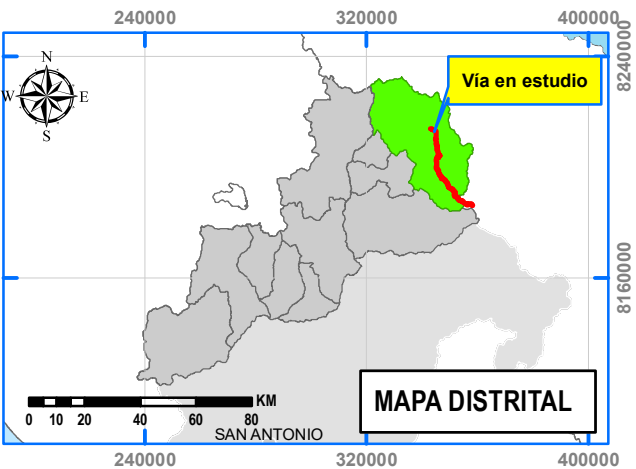 240000 320000 400000
8240000
N
W E
S
Vía en estudio
8160000
MAPA DISTRITAL
KM
0 10 20 40 60 80
SAN ANTONIO
240000 320000 400000